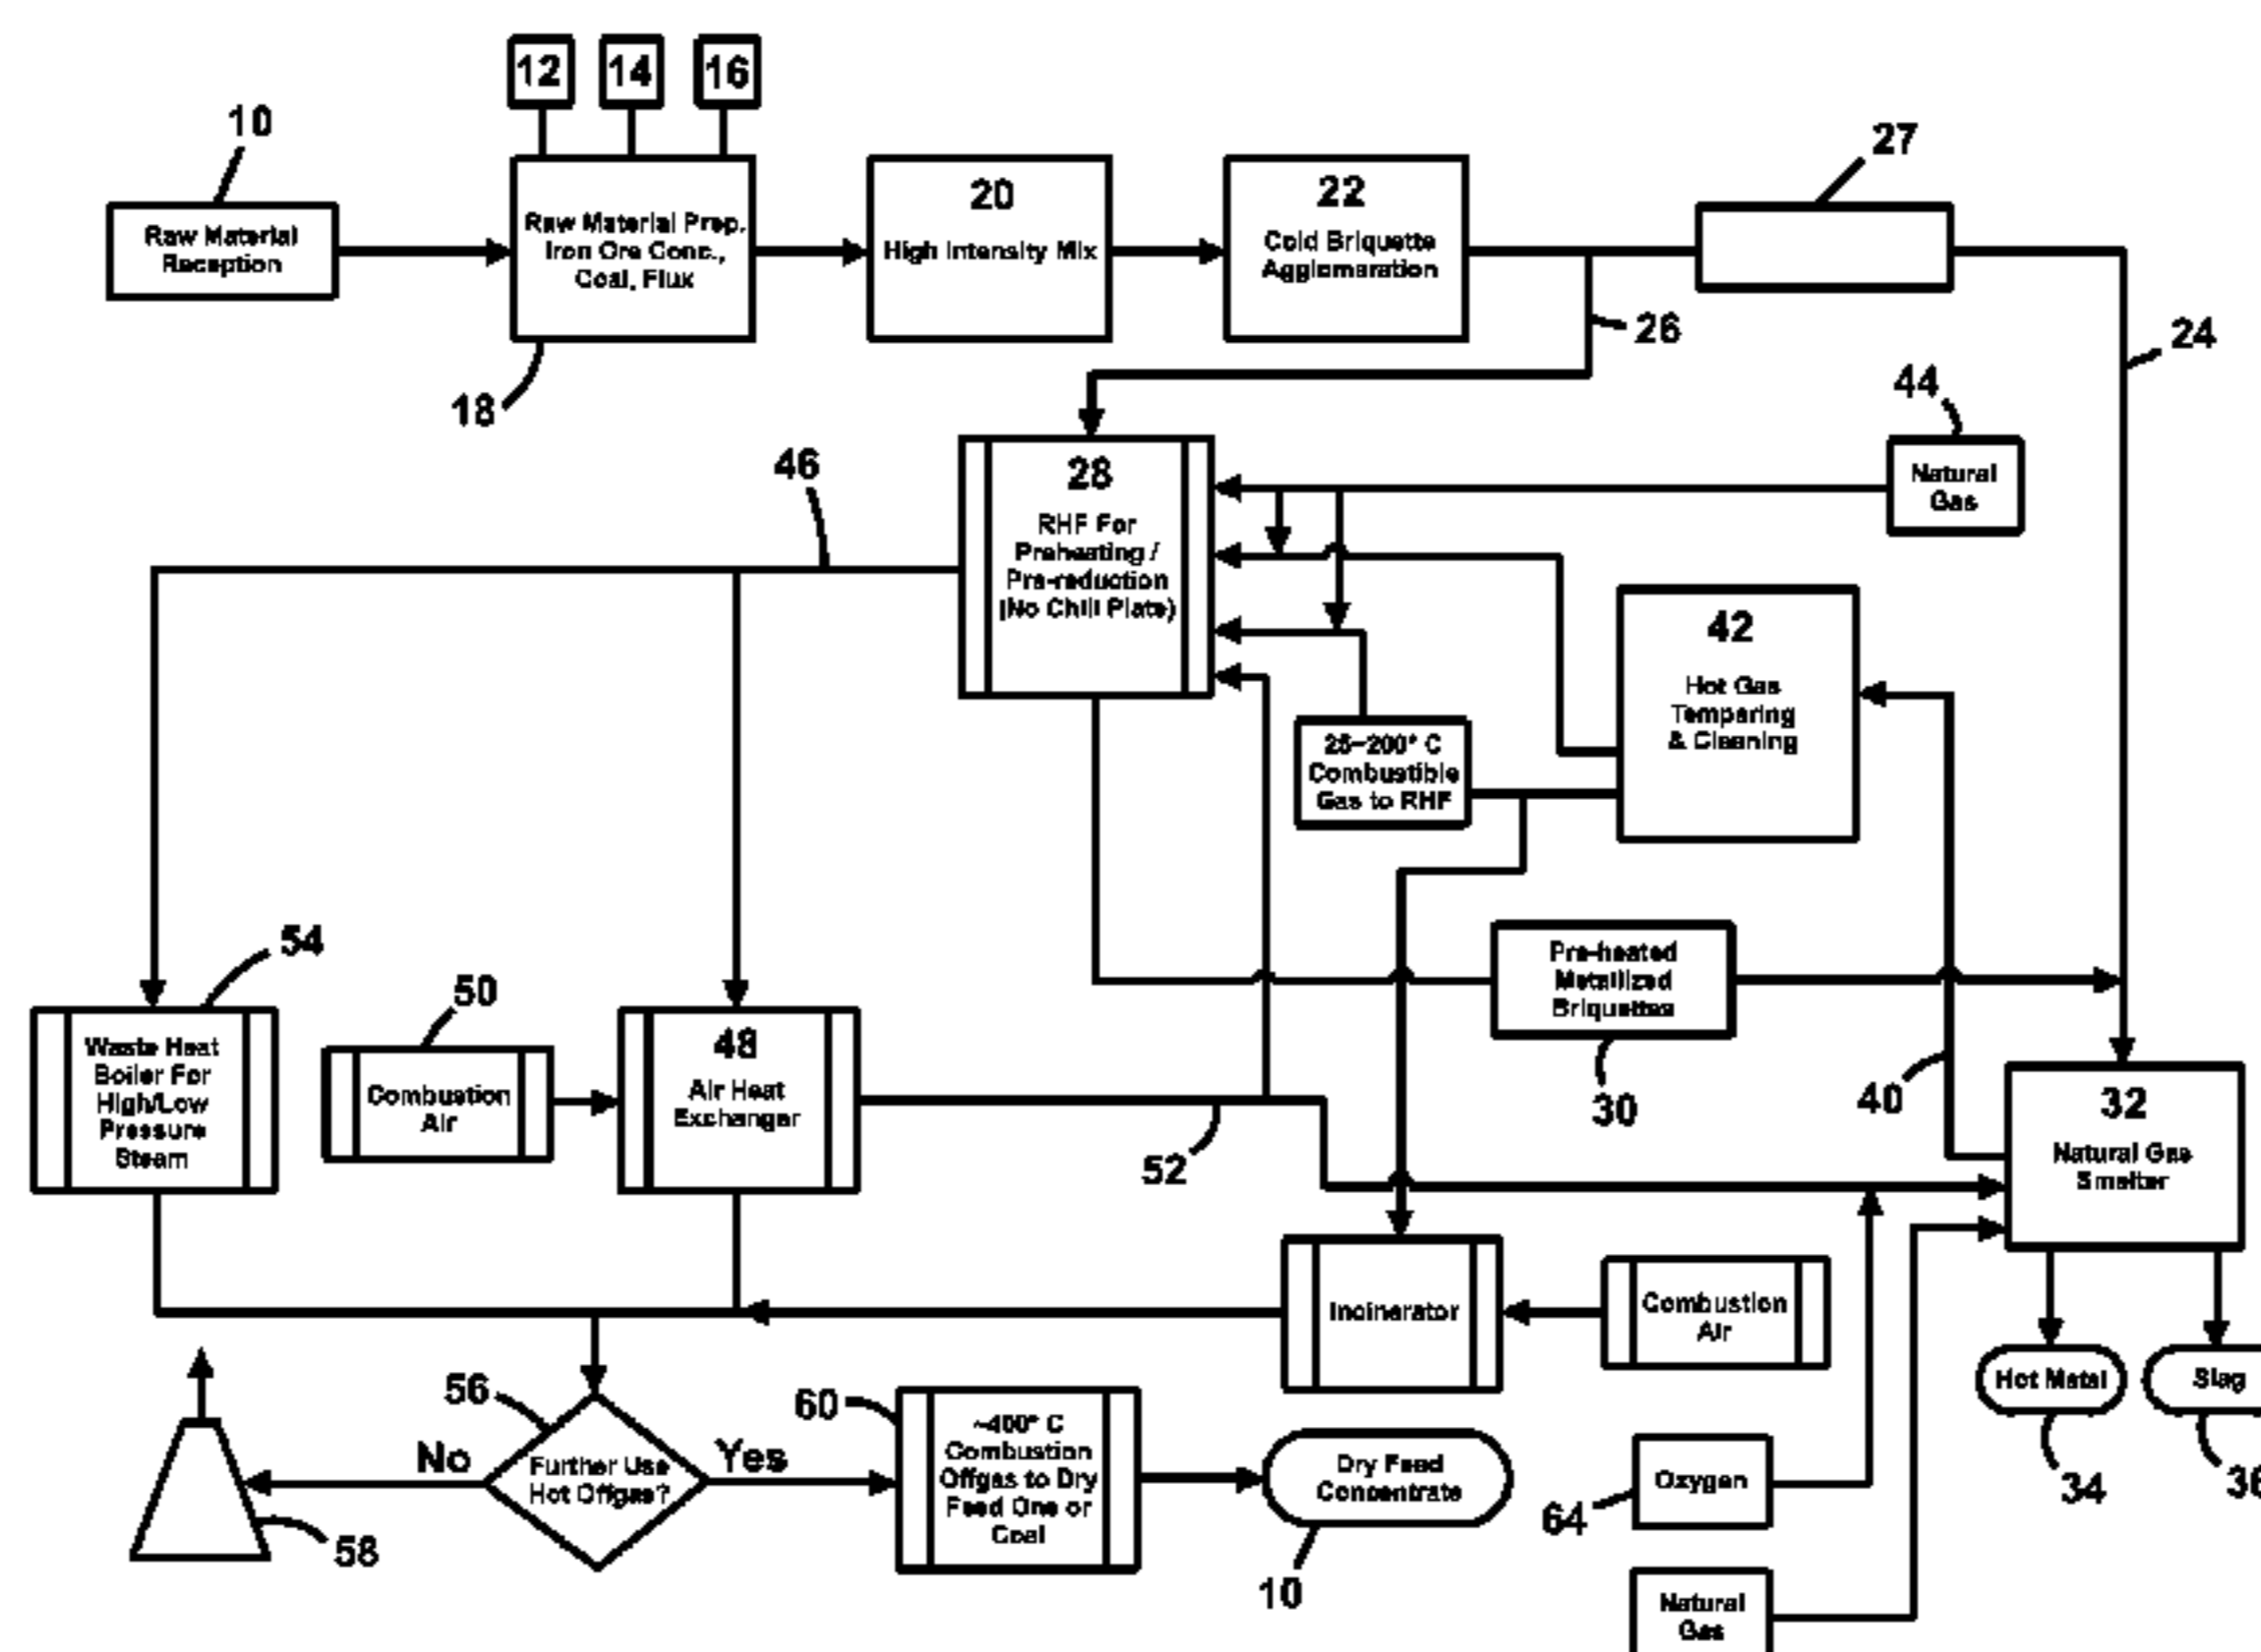 12
14
16
10
Raw Material
Reception
Raw Material Prep.
Iron Ore Conc.,
Coal, Flux
18
20
High Intensity Mix
22
Cold Briquette
Agglomeration
27
26
24
44
Natural
Gas
46
28
RHF For
Preheating /
Pre-reduction
(No Chill Plate)
42
Hot Gas
Tempering
& Cleaning
25-200° C
Combustible
Gas to RHF
54
Waste Heat
Boiler For
High/Low
Pressure
Steam
50
Combustion
Air
48
Air Heat
Exchanger
52
Pre-heated
Metallized
Briquettes
30
40
32
Natural Gas
Smelter
Incinerator
Combustion
Air
Hot Metal
34
Slag
36
56
Further Use
Hot Offgas?
No
Yes
58
60
~400° C
Combustion
Offgas to Dry
Feed One or
Coal
Dry Feed
Concentrate
10
Oxygen
64
Natural
Gas